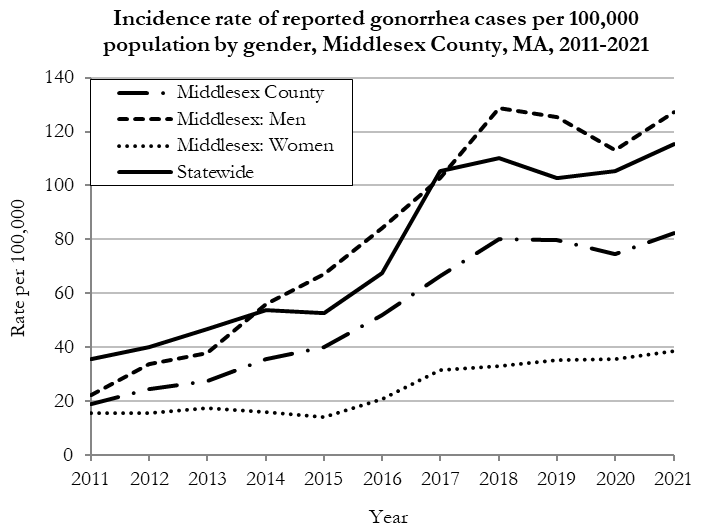 Incidence rate of reported gonorrhea cases per 100,000
population by gender, Middlesex County, MA, 2011-2021
140
120
100
80
60
40
20
0
Rate per 100,000
Middlesex County
Middlesex: Men
Middlesex: Women
Statewide
2011 2012 2013 2014 2015 2016 2017 2018 2019 2020 2021
Year